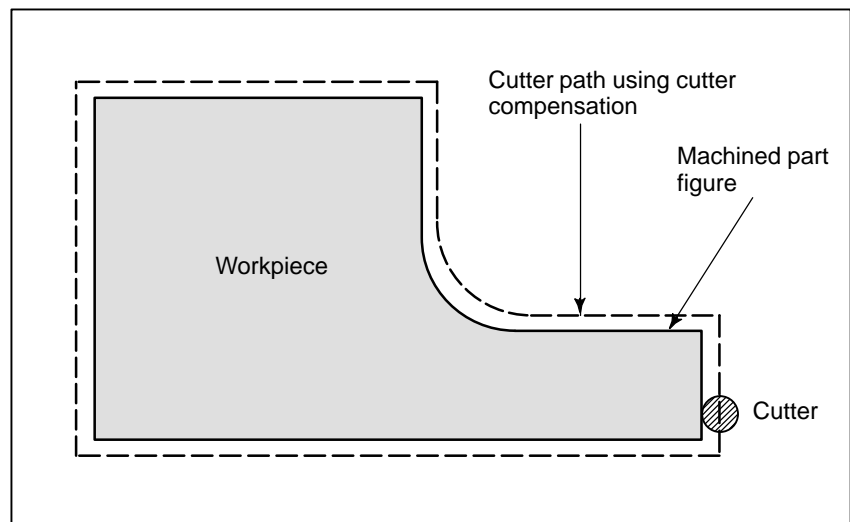 Cutter path using cutter
compensation
Machined part
figure
Workpiece
Cutter